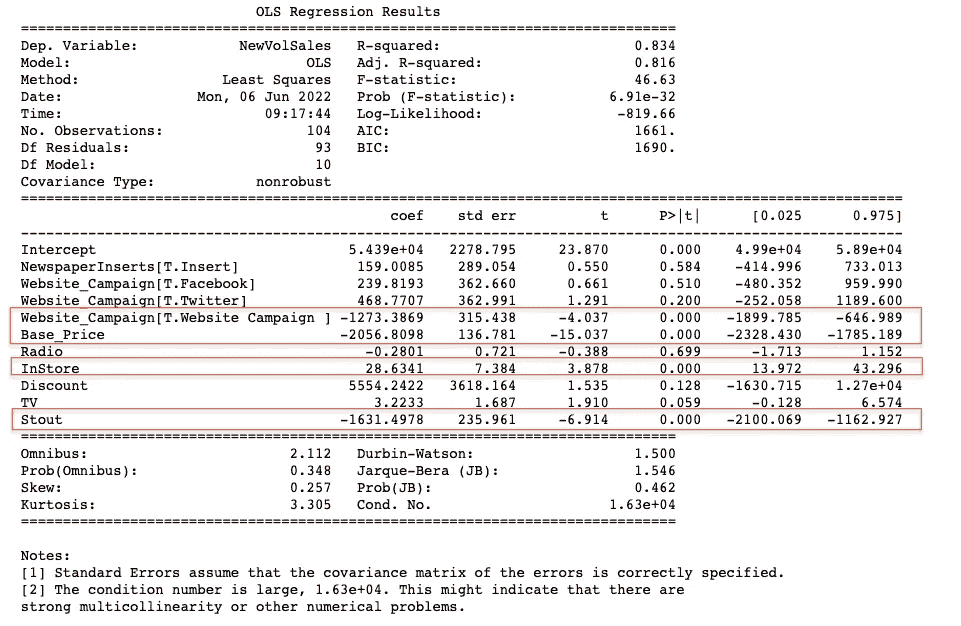 OLS Regression Results
==============================================================================
Dep. Variable: NewVolSales R-squared: 0.834
Model: OLS Adj. R-squared: 0.816
Method: Least Squares F-statistic: 46.63
Date: Mon, 06 Jun 2022 Prob (F-statistic): 6.91e-32
Time: 09:17:44 Log-Likelihood: -819.66
No. Observations: 104 AIC: 1661.
Df Residuals: 93 BIC: 1690.
Df Model: 10
Covariance Type: nonrobust
=========================================================================================================
coef std err t P>|t| [0.025 0.975]
---------------------------------------------------------------------------------------------------------
Intercept 5.439e+04 2278.795 23.870 0.000 4.99e+04 5.89e+04
NewspaperInserts[T.Insert] 159.0085 289.054 0.550 0.584 -414.996 733.013
Website_Campaign[T.Facebook] 239.8193 362.660 0.661 0.510 -480.352 959.990
Website_Campaign[T.Twitter] 468.7707 362.991 1.291 0.200 -252.058 1189.600
Website_Campaign[T.Website Campaign ] -1273.3869 315.438 -4.037 0.000 -1899.785 -646.989
Base_Price -2056.8098 136.781 -15.037 0.000 -2328.430 -1785.189
Radio -0.2801 0.721 -0.388 0.699 -1.713 1.152
InStore 28.6341 7.384 3.878 0.000 13.972 43.296
Discount 5554.2422 3618.164 1.535 0.128 -1630.715 1.27e+04
TV 3.2233 1.687 1.910 0.059 -0.128 6.574
Stout -1631.4978 235.961 -6.914 0.000 -2100.069 -1162.927
==============================================================================
Omnibus: 2.112 Durbin-Watson: 1.500
Prob(Omnibus): 0.348 Jarque-Bera (JB): 1.546
Skew: 0.257 Prob(JB): 0.462
Kurtosis: 3.305 Cond. No. 1.63e+04
==============================================================================
Notes:
[1] Standard Errors assume that the covariance matrix of the errors is correctly specified.
[2] The condition number is large, 1.63e+04. This might indicate that there are
strong multicollinearity or other numerical problems.